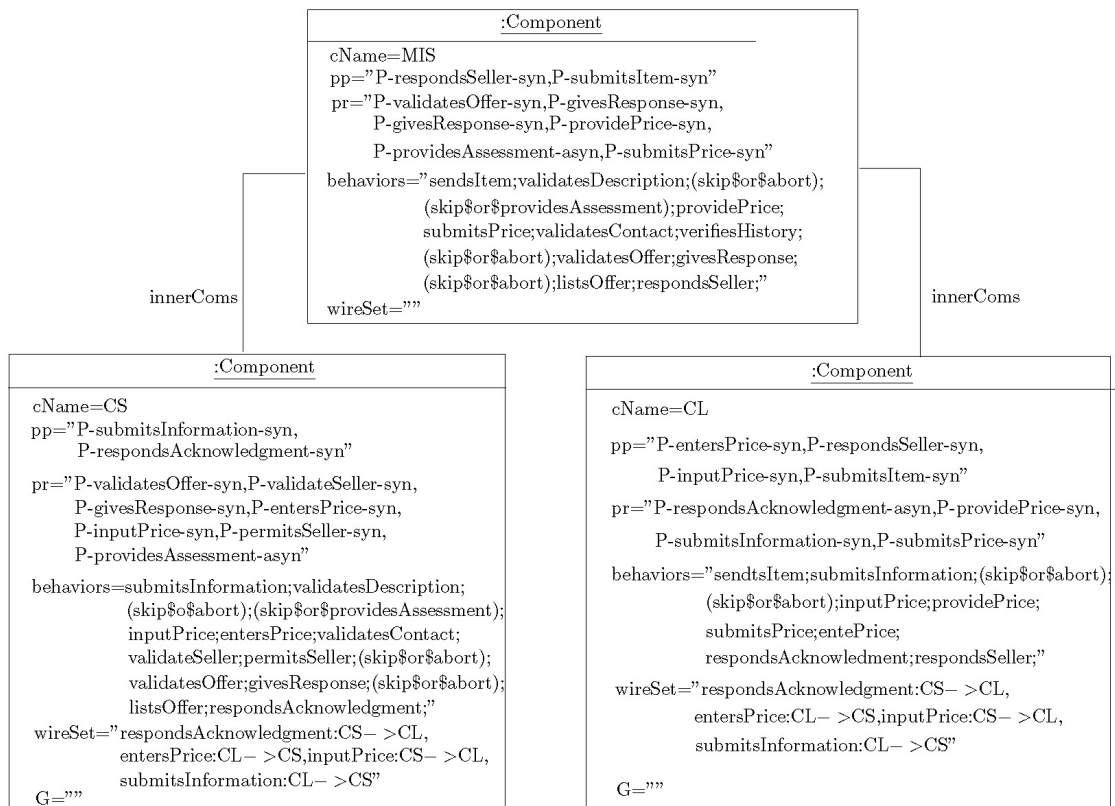 :Component
cName=MIS
pp="P-respondsSeller-syn,P-submitsItem-syn"
pr="P-validatesOffer-syn,P-givesResponse-syn,
P-givesResponse-syn,P-providePrice-syn,
P-providesAssessment-asyn,P-submitsPrice-syn"
behaviors="sendsItem;validatesDescription;(skip$or$abort);
(skip$or$providesAssessment);providePrice;
submitsPrice;validatesContact;verifiesHistory;
(skip$or$abort);validatesOffer;givesResponse;
(skip$or$abort);listsOffer;respondsSeller;"
wireSet=""
innerComs
innerComs
:Component
cName=CS
pp="P-submitsInformation-syn,
P-respondsAcknowledgment-syn"
pr="P-validatesOffer-syn,P-validateSeller-syn,
P-givesResponse-syn,P-entersPrice-syn,
P-inputPrice-syn,P-permitsSeller-syn,
P-providesAssessment-asyn"
behaviors=submitsInformation;validatesDescription;
(skip$o$abort);(skip$or$providesAssessment);
inputPrice;entersPrice;validatesContact;
validateSeller;permitsSeller;(skip$or$abort);
validatesOffer;givesResponse;(skip$or$abort);
listsOffer;respondsAcknowledgment;"
wireSet="respondsAcknowledgment:CS− >CL,
entersPrice:CL− >CS,inputPrice:CS− >CL,
submitsInformation:CL− >CS"
G=""
:Component
cName=CL
pp="P-entersPrice-syn,P-respondsSeller-syn,
P-inputPrice-syn,P-submitsItem-syn"
pr="P-respondsAcknowledgment-asyn,P-providePrice-syn,
P-submitsInformation-syn,P-submitsPrice-syn"
behaviors="sendtsItem;submitsInformation;(skip$or$abort);
(skip$or$abort);inputPrice;providePrice;
submitsPrice;entePrice;
respondsAcknowledment;respondsSeller;"
wireSet="respondsAcknowledgment:CS− >CL,
entersPrice:CL− >CS,inputPrice:CS− >CL,
submitsInformation:CL− >CS"
G=""